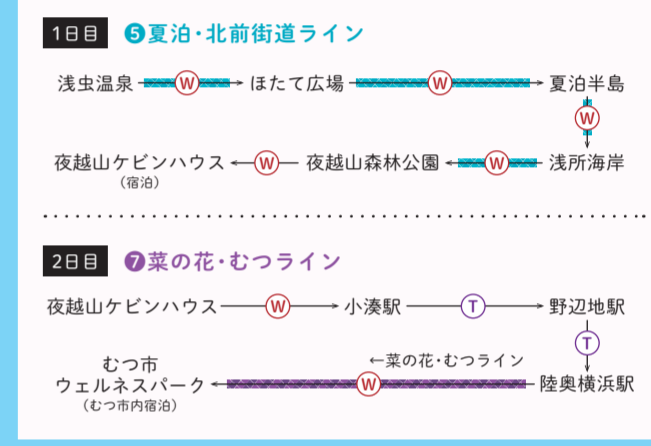 1日目 ❺夏泊・北前街道ライン
浅虫温泉 W ほたて広場 W 夏泊半島
W
夜越山ケビンハウス W 夜越山森林公園 W 浅所海岸
（宿泊）
2日目 ❼菜の花・むつライン
夜越山ケビンハウス W 小湊駅 T 野辺地駅
T
←菜の花・むつライン
むつ市
ウェルネスパーク W 陸奥横浜駅
（むつ市内宿泊）